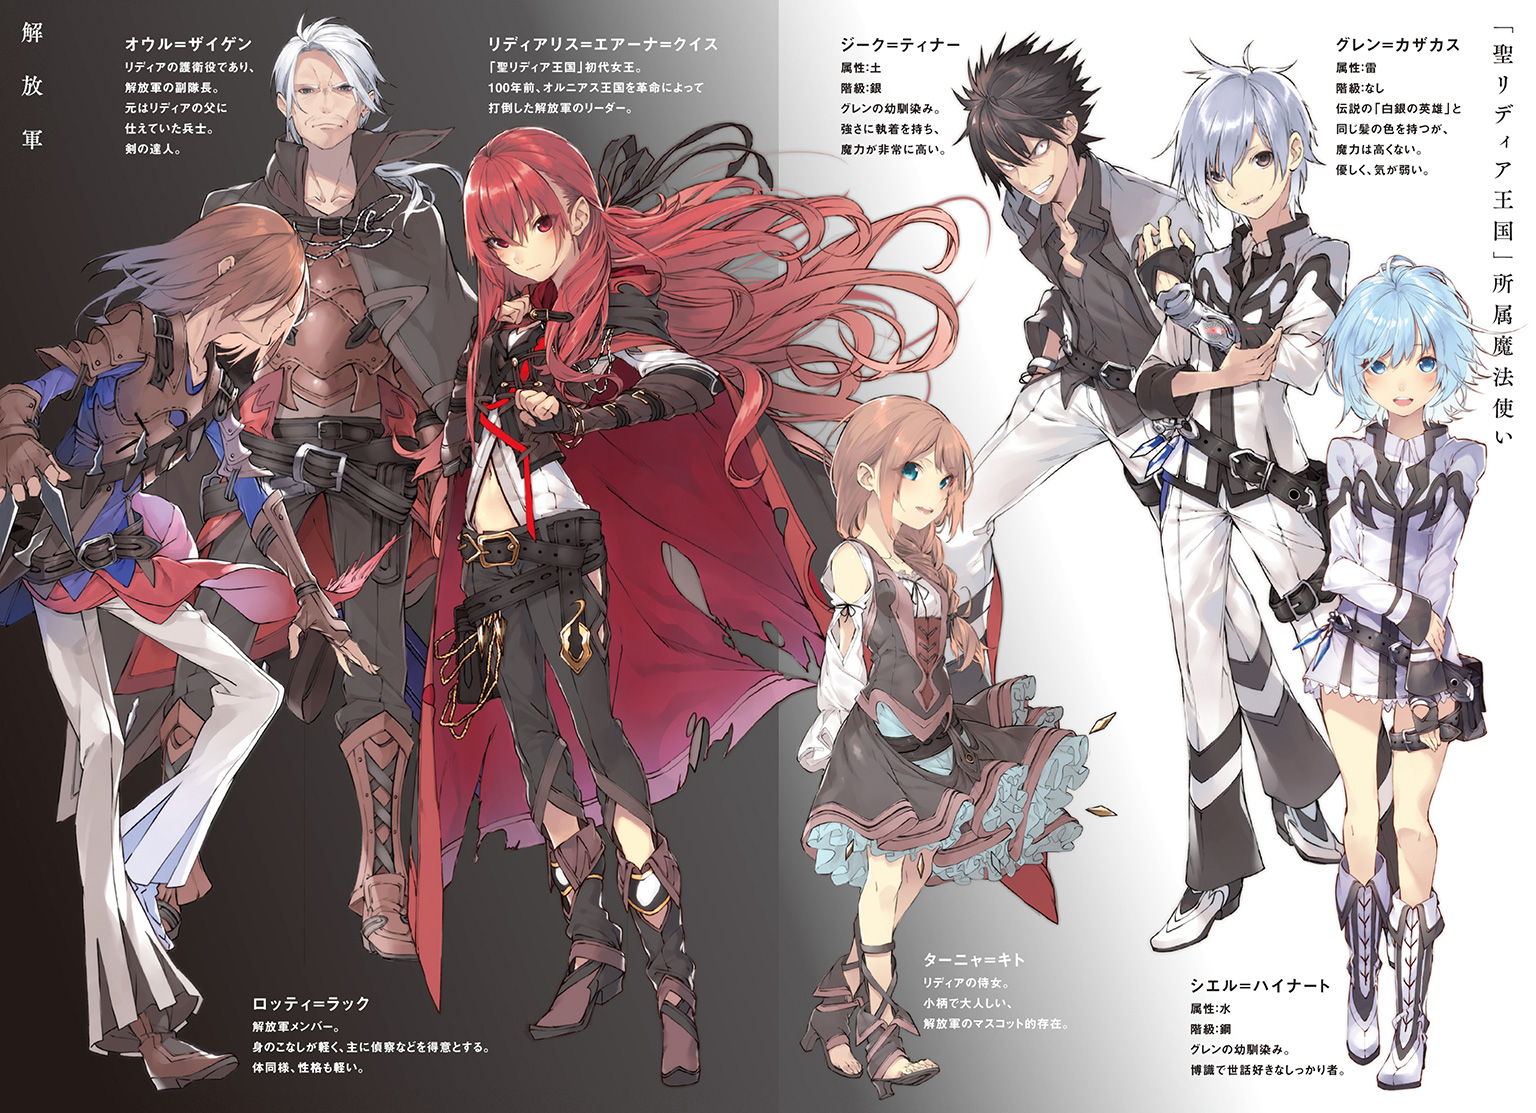 解放軍
オウル＝ザイゲン
リディアの護衛役であり、
解放軍の副隊長。
元はリディアの父に
仕えていた兵士。
剣の達人。
リディアリス＝エアーナ＝クイス
「聖リディア王国」初代女王。
100年前、オルニアス王国を革命によって
打倒した解放軍のリーダー。
ロッティ＝ラック
解放軍メンバー。
身のこなしが軽く、主に偵察などを得意とする。
体同様、性格も軽い。
ターニャ＝キト
リディアの侍女。
小柄で大人しい、
解放軍のマスコット的存在。
「聖リディア王国」所属魔法使い
ジーク＝ティナー
属性：土
階級：銀
グレンの幼馴染み。
強さに執着を持ち、
魔力が非常に高い。
グレン＝カザカス
属性：雷
階級：なし
伝説の「白銀の英雄」と
同じ髪の色を持つが、
魔力は高くない。
優しく、気が弱い。
シエル＝ハイナート
属性：水
階級：鋼
グレンの幼馴染み。
博識で世話好きなしっかり者。